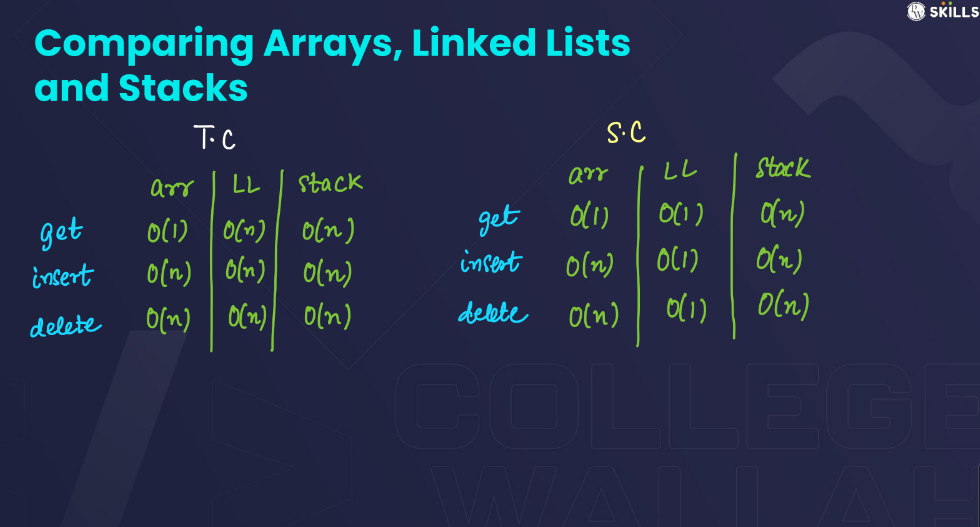 PW SKILLS
Comparing Arrays, Linked Lists
and Stacks
T.C
arr LL stack
get O(1) O(n) O(n)
insert O(n) O(n) O(n)
delete O(n) O(n) O(n)
S.C
arr LL stack
get O(1) O(1) O(n)
insert O(n) O(1) O(n)
delete O(n) O(1) O(n)
COLLEGE
WALLAH